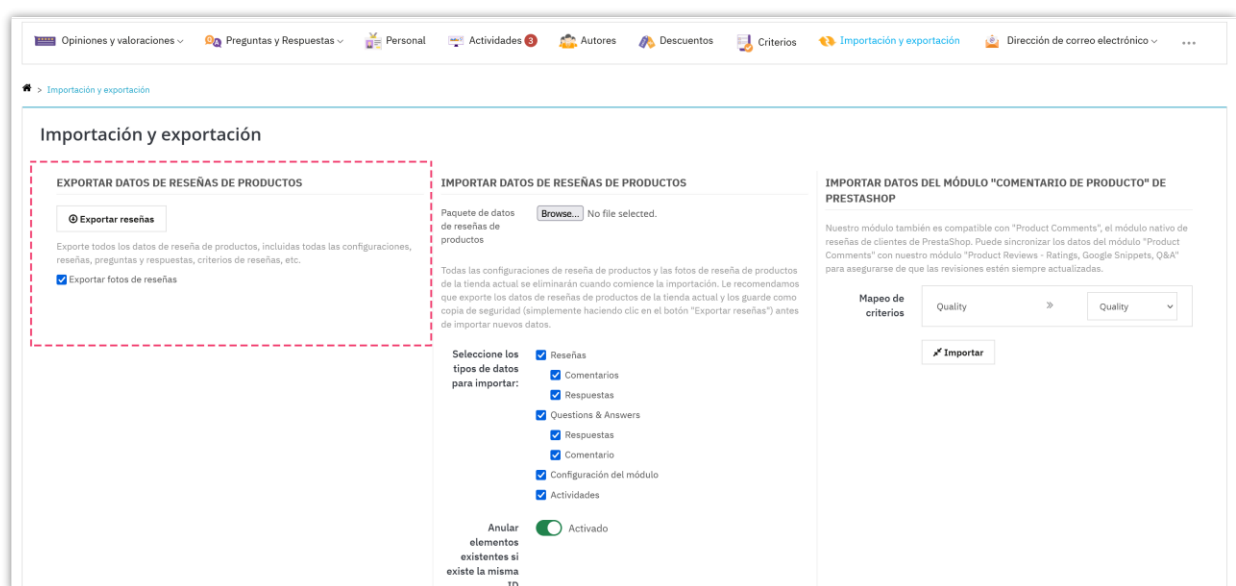 Opiniones y valoraciones
Preguntas y Respuestas
Personal
Actividades 3
Autores
Descuentos
Criterios
Importación y exportación
Dirección de correo electrónico
...
> Importación y exportación
Importación y exportación
EXPORTAR DATOS DE RESEÑAS DE PRODUCTOS
Exportar reseñas
Exporte todos los datos de reseña de productos, incluidas todas las configuraciones,
reseñas, preguntas y respuestas, criterios de reseñas, etc.
Exportar fotos de reseñas
IMPORTAR DATOS DE RESEÑAS DE PRODUCTOS
Paquete de datos
de reseñas de
productos
Browse... No file selected.
Todas las configuraciones de reseña de productos y las fotos de reseña de productos
de la tienda actual se eliminarán cuando comience la importación. Le recomendamos
que exporte los datos de reseñas de productos de la tienda actual y los guarde como
copia de seguridad (simplemente haciendo clic en el botón "Exportar reseñas") antes
de importar nuevos datos.
Seleccione los
tipos de datos
para importar:
Reseñas
Comentarios
Respuestas
Questions & Answers
Respuestas
Comentario
Configuración del módulo
Actividades
Anular
elementos
existentes si
existe la misma
ID
Activado
IMPORTAR DATOS DEL MÓDULO "COMENTARIO DE PRODUCTO" DE
PRESTASHOP
Nuestro módulo también es compatible con "Product Comments", el módulo nativo de
reseñas de clientes de PrestaShop. Puede sincronizar los datos del módulo "Product
Comments" con nuestro módulo "Product Reviews - Ratings, Google Snippets, Q&A"
para asegurarse de que las revisiones estén siempre actualizadas.
Mapeo de
criterios
Quality » Quality
Importar